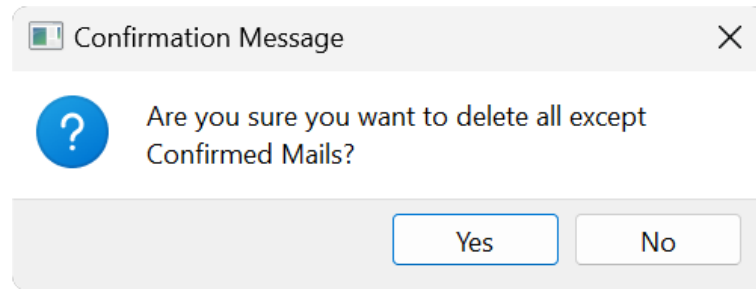 Confirmation Message
Are you sure you want to delete all except
Confirmed Mails?
Yes
No